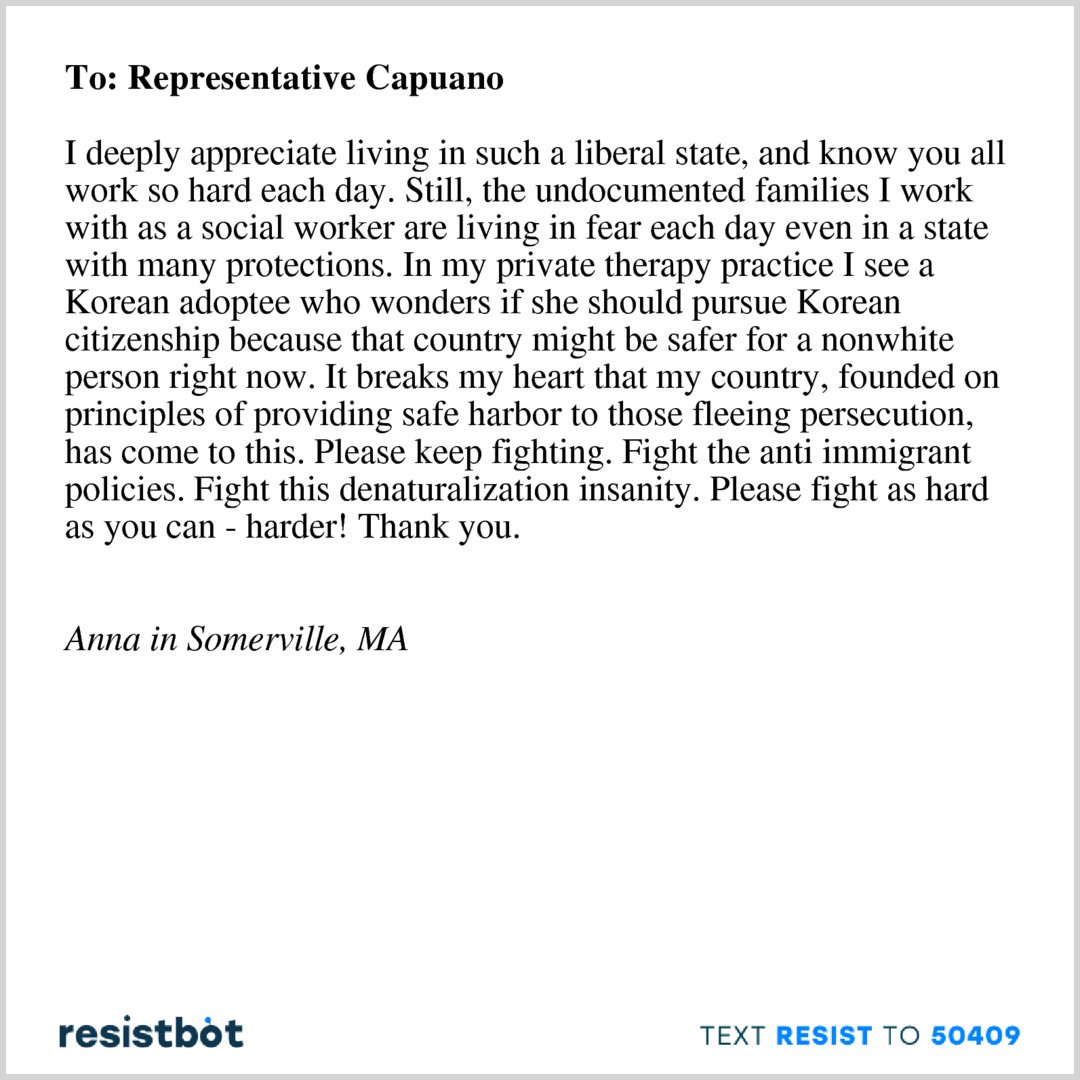 To: Representative Capuano
I deeply appreciate living in such a liberal state, and know you all
work so hard each day. Still, the undocumented families I work
with as a social worker are living in fear each day even in a state
with many protections. In my private therapy practice I see a
Korean adoptee who wonders if she should pursue Korean
citizenship because that country might be safer for a nonwhite
person right now. It breaks my heart that my country, founded on
principles of providing safe harbor to those fleeing persecution,
has come to this. Please keep fighting. Fight the anti immigrant
policies. Fight this denaturalization insanity. Please fight as hard
as you can - harder! Thank you.
Anna in Somerville, MA
resistbot
TEXT RESIST TO 50409